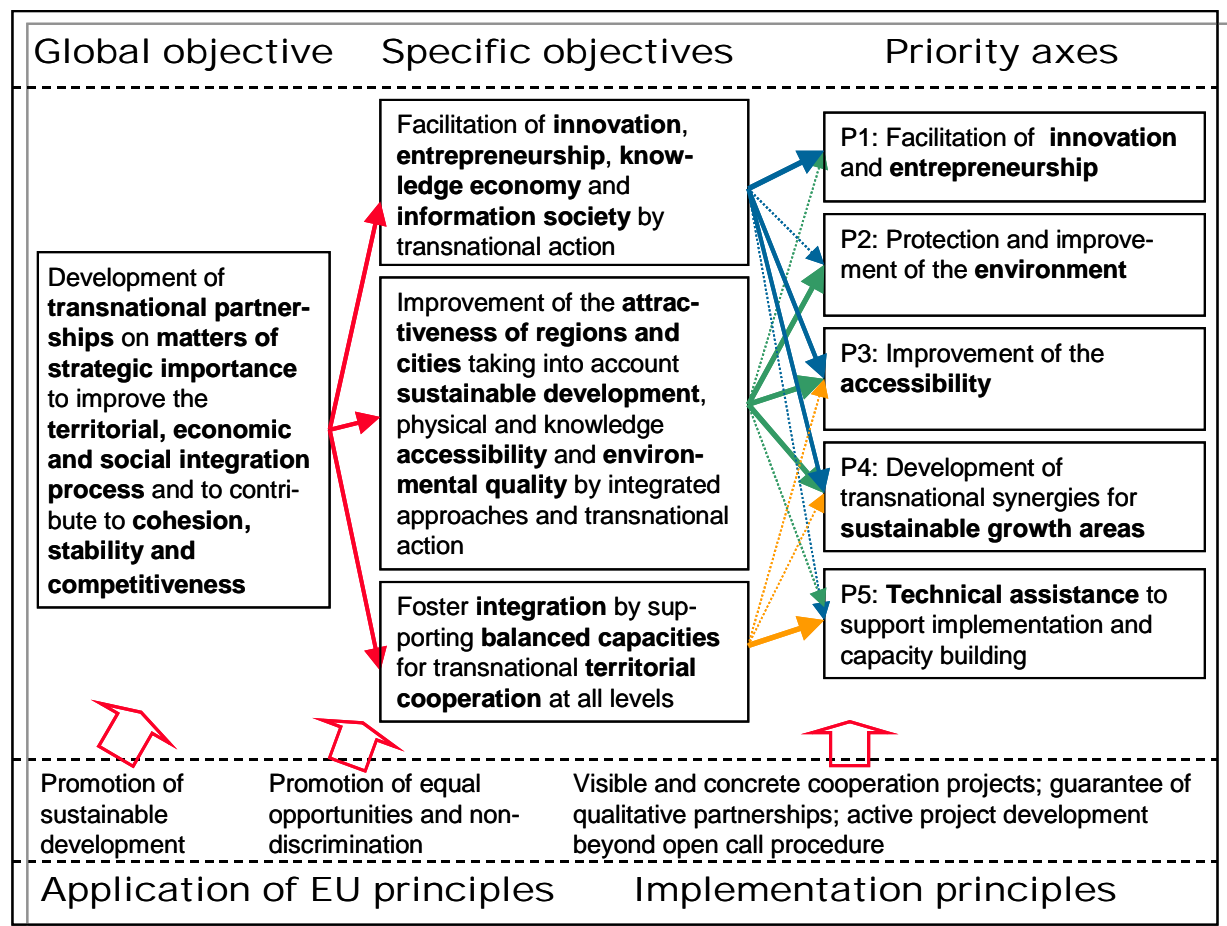 Global objective
Specific objectives
Priority axes
Development of
transnational partner-
ships on matters of
strategic importance
to improve the
territorial, economic
and social integration
process and to contri-
bute to cohesion,
stability and
competitiveness
Facilitation of innovation,
entrepreneurship, know-
ledge economy and
information society by
transnational action
Improvement of the attrac-
tiveness of regions and
cities taking into account
sustainable development,
physical and knowledge
accessibility and environ-
mental quality by integrated
approaches and transnational
action
Foster integration by sup-
porting balanced capacities
for transnational territorial
cooperation at all levels
P1: Facilitation of innovation
and entrepreneurship
P2: Protection and improve-
ment of the environment
P3: Improvement of the
accessibility
P4: Development of
transnational synergies for
sustainable growth areas
P5: Technical assistance to
support implementation and
capacity building
Promotion of
sustainable
development
Promotion of equal
opportunities and non-
discrimination
Visible and concrete cooperation projects; guarantee of
qualitative partnerships; active project development
beyond open call procedure
Application of EU principles
Implementation principles